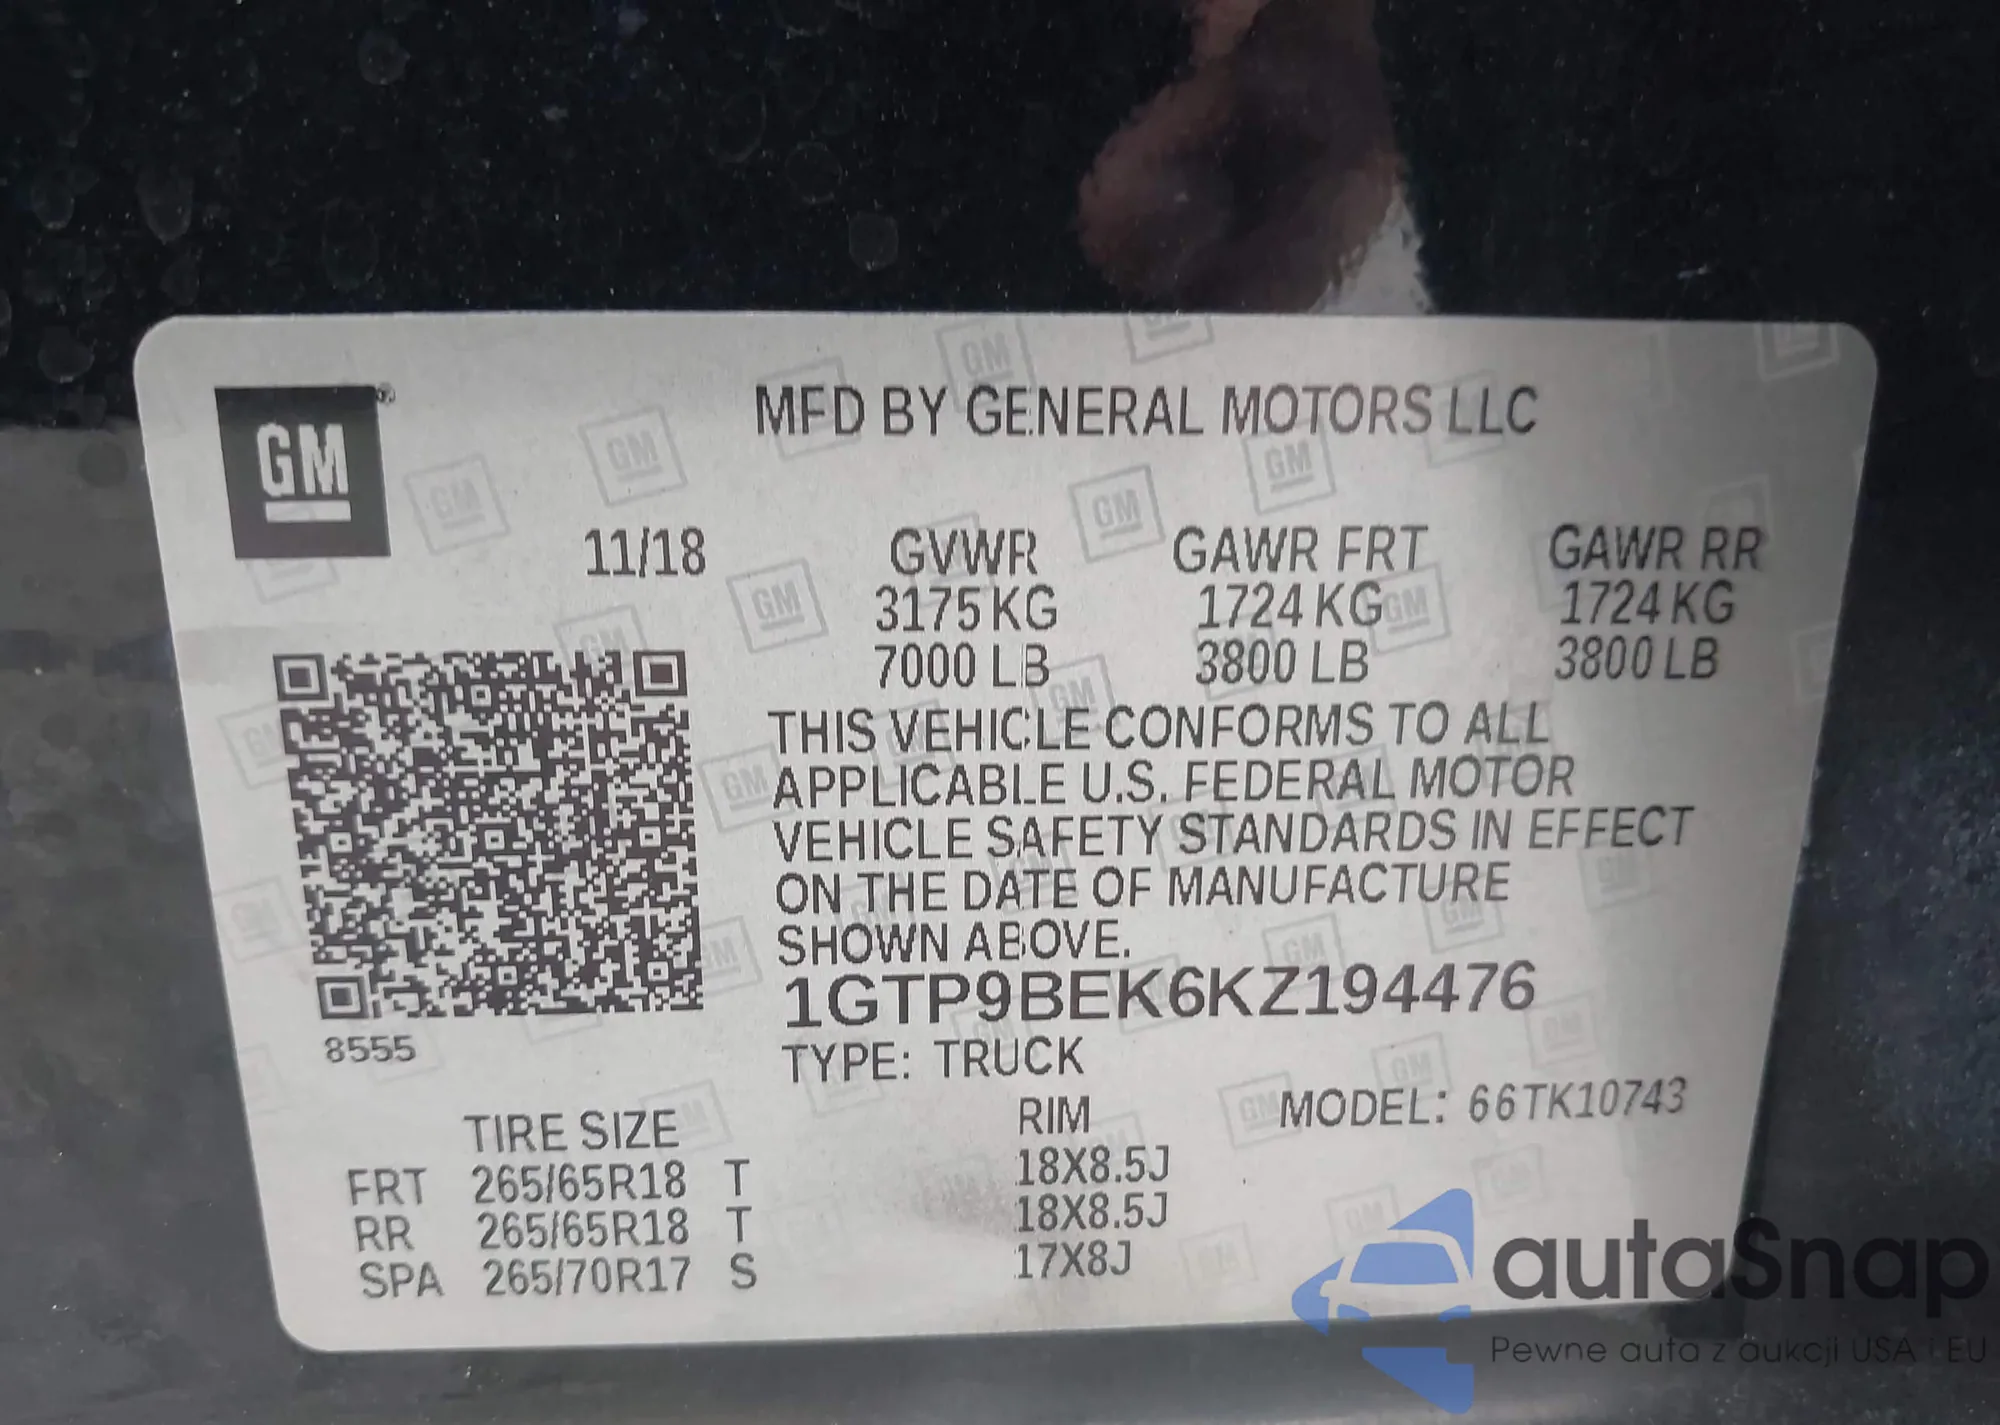 GM
MFD BY GENERAL MOTORS LLC
11/18 GVWR GAWR FRT GAWR RR
3175 KG 1724 KG 1724 KG
7000 LB 3800 LB 3800 LB
THIS VEHICLE CONFORMS TO ALL
APPLICABLE U.S. FEDERAL MOTOR
VEHICLE SAFETY STANDARDS IN EFFECT
ON THE DATE OF MANUFACTURE
SHOWN ABOVE.
1GTP9BEK6KZ194476
8555
TYPE: TRUCK
TIRE SIZE RIM MODEL: 66TK10743
FRT 265/65R18 T 18X8.5J
RR 265/65R18 T 18X8.5J
SPA 265/70R17 S 17X8J
autaSnap
Pewne auta z aukcji USA i EU